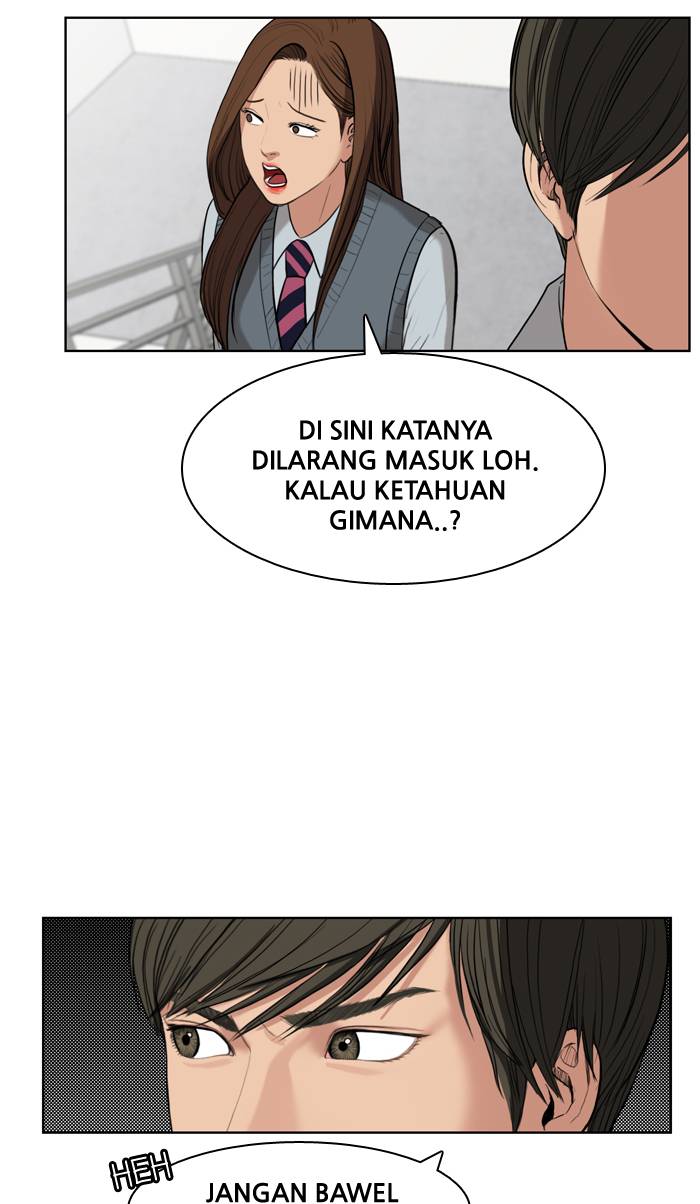 DI SINI KATANYA
DILARANG MASUK LOH.
KALAU KETAHUAN
GIMANA..?
HEH
JANGAN BAWEL